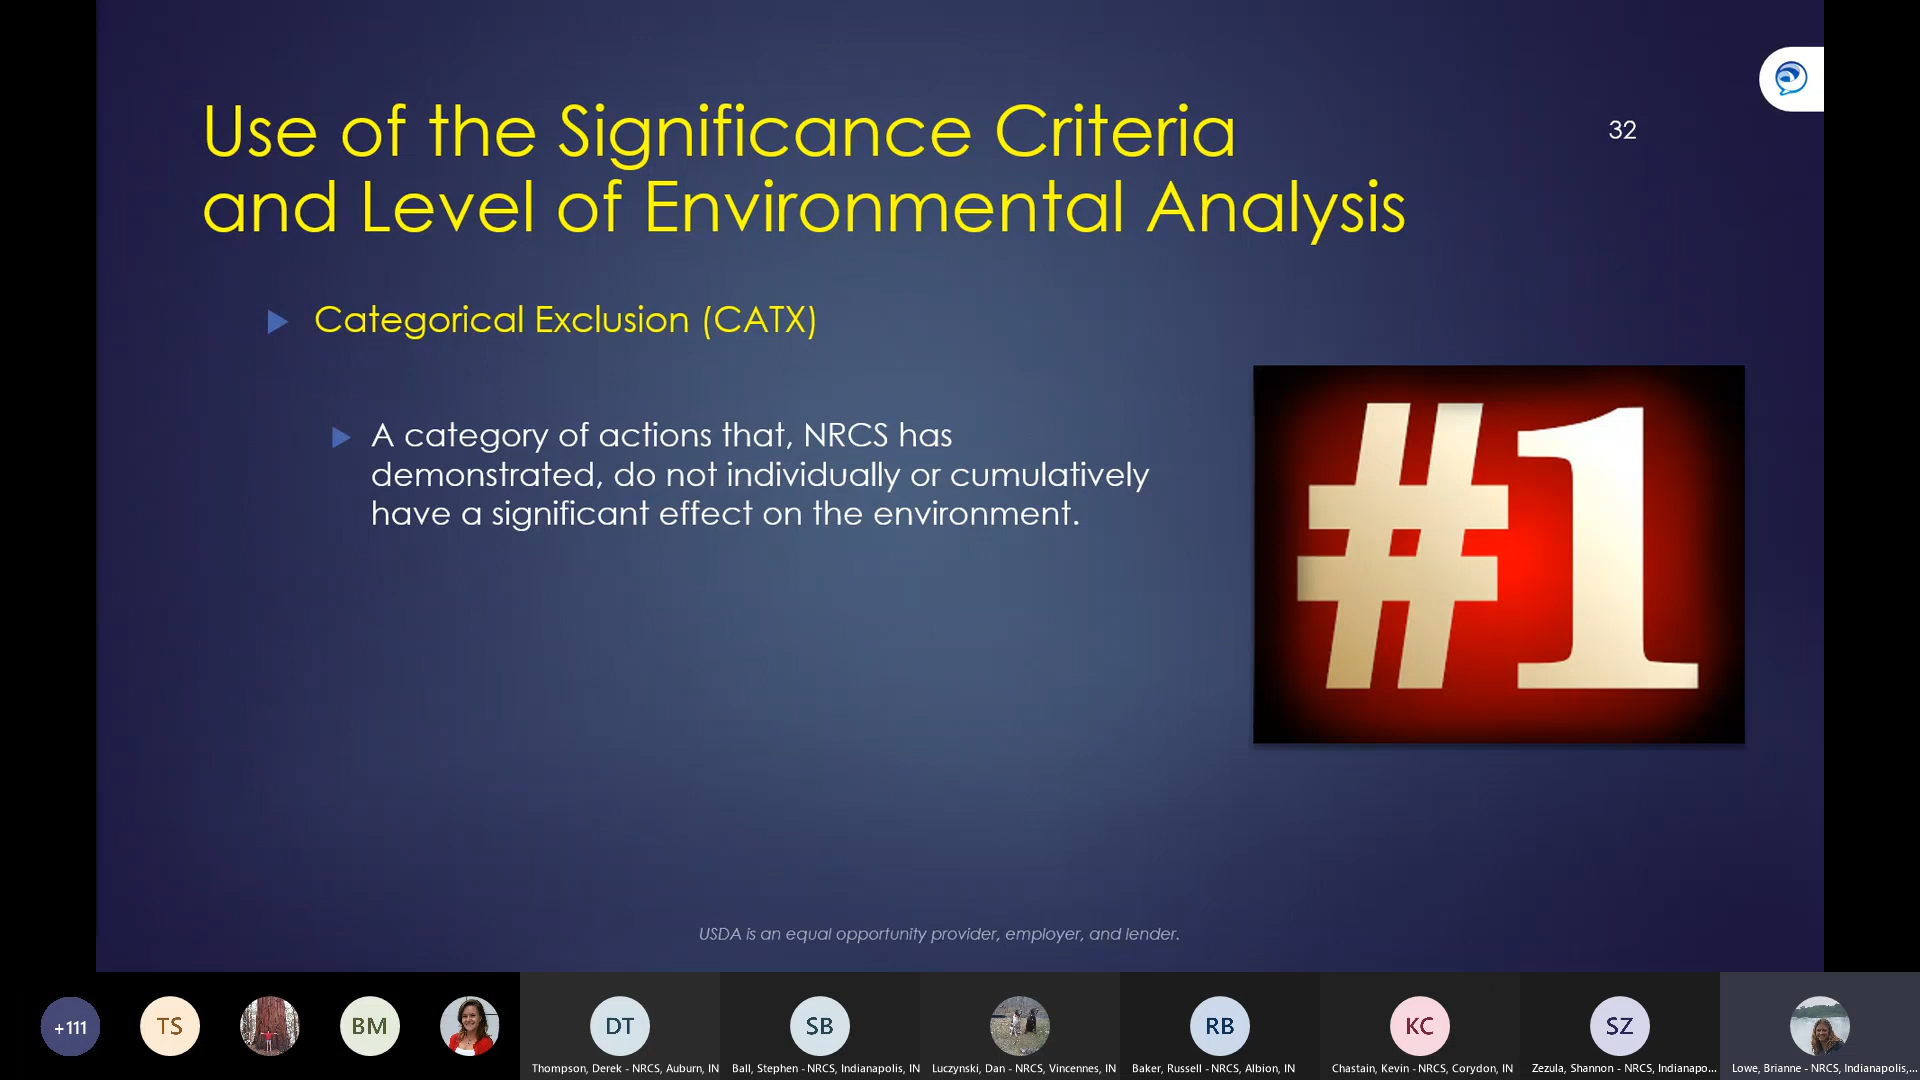 Use of the Significance Criteria
and Level of Environmental Analysis
32
Categorical Exclusion (CATX)
A category of actions that, NRCS has
demonstrated, do not individually or cumulatively
have a significant effect on the environment.
#1
USDA is an equal opportunity provider, employer, and lender.
+111
TS
BM
DT
SB
RB
KC
SZ
Thompson, Derek - NRCS, Auburn, IN
Ball, Stephen - NRCS, Indianapolis, IN
Luczynski, Dan - NRCS, Vincennes, IN
Baker, Russell - NRCS, Albion, IN
Chastain, Kevin - NRCS, Corydon, IN
Zezula, Shannon - NRCS, Indianapo...
Lowe, Brianne - NRCS, Indianapolis,...